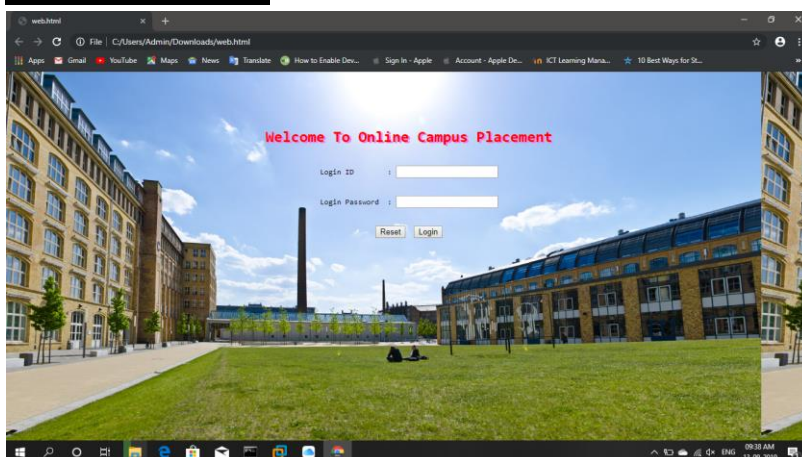 web.html
File | C:/Users/Admin/Downloads/web.html
Apps Gmail YouTube Maps News Translate How to Enable Dev... Sign In - Apple Account - Apple De... ICT Learning Mana... 10 Best Ways for St...
Welcome To Online Campus Placement
Login ID :
Login Password :
Reset Login
ENG 09:38 AM